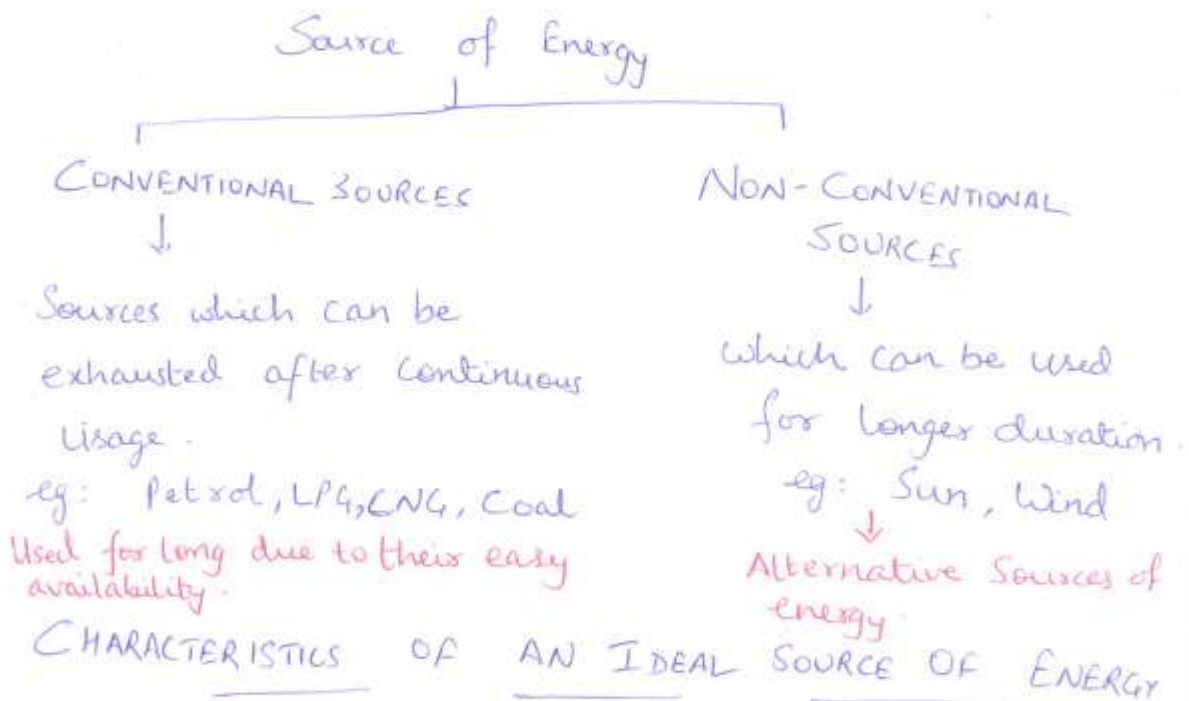 Source of Energy
CONVENTIONAL SOURCES
↓
Sources which can be
exhausted after continuous
Usage.
eg: Petrol, LPG, CNG, Coal
Used for long due to their easy
availability.
NON-CONVENTIONAL
SOURCES
↓
which can be used
for longer duration.
eg: Sun, Wind
↓
Alternative Sources of
energy.
CHARACTERISTICS OF AN IDEAL SOURCE OF ENERGY